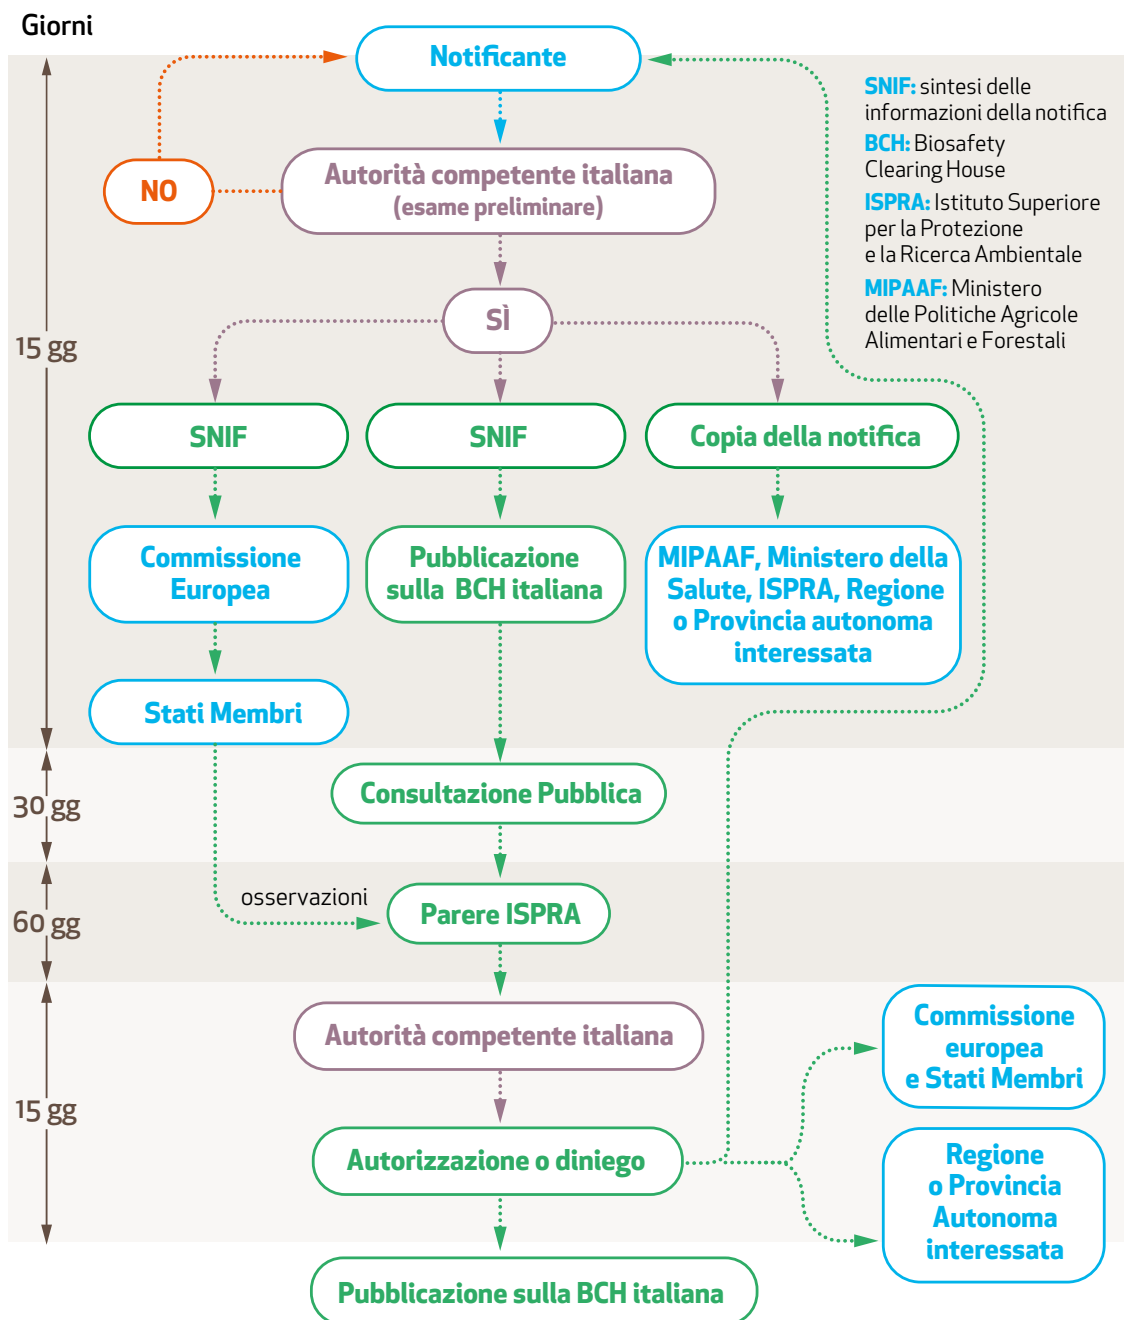 Giorni
Notificante
SNIF: sintesi delle
informazioni della notifica
BCH: Biosafety
Clearing House
ISPRA: Istituto Superiore
per la Protezione
e la Ricerca Ambientale
MIPAAF: Ministero
delle Politiche Agricole
Alimentari e Forestali
NO
Autorità competente italiana
(esame preliminare)
SÌ
15 gg
SNIF
SNIF
Copia della notifica
Commissione
Europea
Pubblicazione
sulla BCH italiana
MIPAAF, Ministero della
Salute, ISPRA, Regione
o Provincia autonoma
interessata
Stati Membri
30 gg
Consultazione Pubblica
60 gg
osservazioni
Parere ISPRA
15 gg
Autorità competente italiana
Commissione
europea
e Stati Membri
Autorizzazione o diniego
Regione
o Provincia
Autonoma
interessata
Pubblicazione sulla BCH italiana